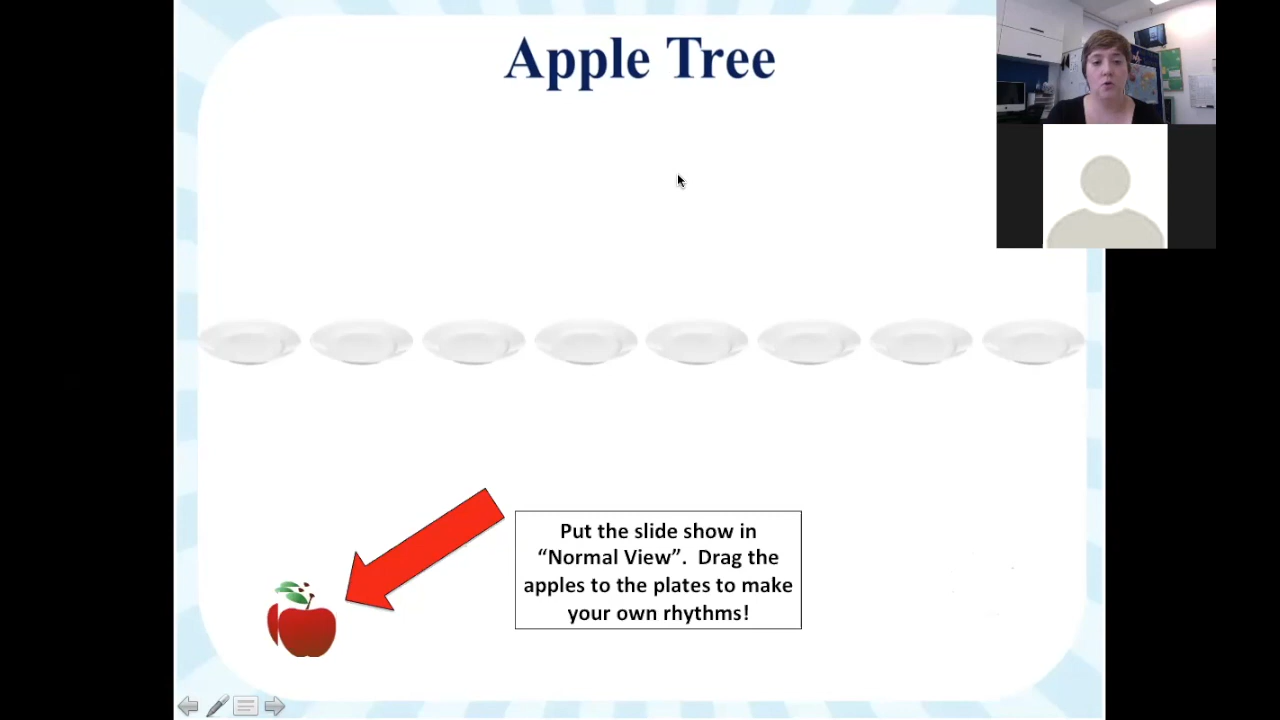 Apple Tree
Put the slide show in
“Normal View”. Drag the
apples to the plates to make
your own rhythms!